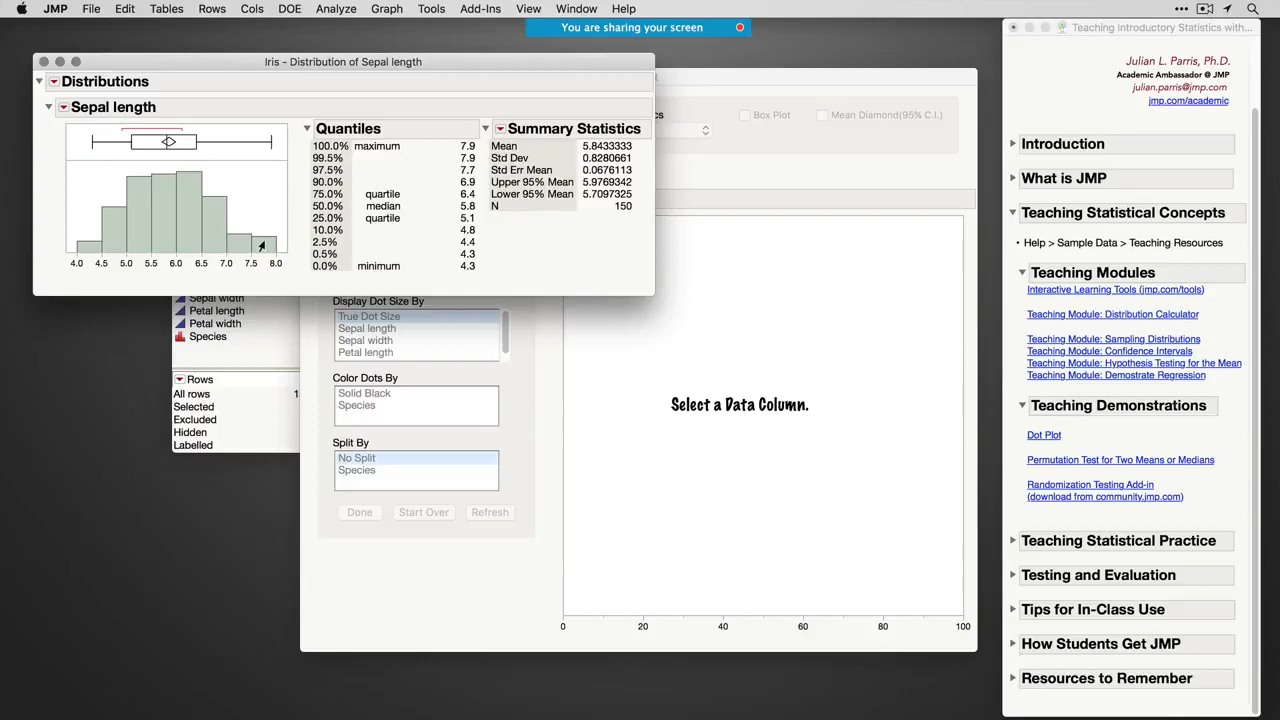 JMP File Edit Tables Rows Cols DOE Analyze Graph Tools Add-Ins View Window Help
You are sharing your screen
Iris - Distribution of Sepal length
Distributions
Sepal length
4.0 4.5 5.0 5.5 6.0 6.5 7.0 7.5 8.0
Quantiles
100.0% maximum 7.9
99.5% 7.9
97.5% 7.7
90.0% 6.9
75.0% quartile 6.4
50.0% median 5.8
25.0% quartile 5.1
10.0% 4.8
2.5% 4.4
0.5% 4.3
0.0% minimum 4.3
Summary Statistics
Mean 5.8433333
Std Dev 0.8280661
Std Err Mean 0.0676113
Upper 95% Mean 5.9769342
Lower 95% Mean 5.7097325
N 150
Box Plot Mean Diamond(95% C.I.)
Sepal width
Petal length
Petal width
Species
Rows
All rows
Selected
Excluded
Hidden
Labelled
Display Dot Size By
True Dot Size
Sepal length
Sepal width
Petal length
Color Dots By
Solid Black
Species
Split By
No Split
Species
Done Start Over Refresh
Select a Data Column.
0 20 40 60 80 100
Teaching Introductory Statistics with...
Julian L. Parris, Ph.D.
Academic Ambassador @ JMP
julian.parris@jmp.com
jmp.com/academic
Introduction
What is JMP
Teaching Statistical Concepts
• Help > Sample Data > Teaching Resources
Teaching Modules
Interactive Learning Tools (jmp.com/tools)
Teaching Module: Distribution Calculator
Teaching Module: Sampling Distributions
Teaching Module: Confidence Intervals
Teaching Module: Hypothesis Testing for the Mean
Teaching Module: Demostrate Regression
Teaching Demonstrations
Dot Plot
Permutation Test for Two Means or Medians
Randomization Testing Add-in
(download from community.jmp.com)
Teaching Statistical Practice
Testing and Evaluation
Tips for In-Class Use
How Students Get JMP
Resources to Remember